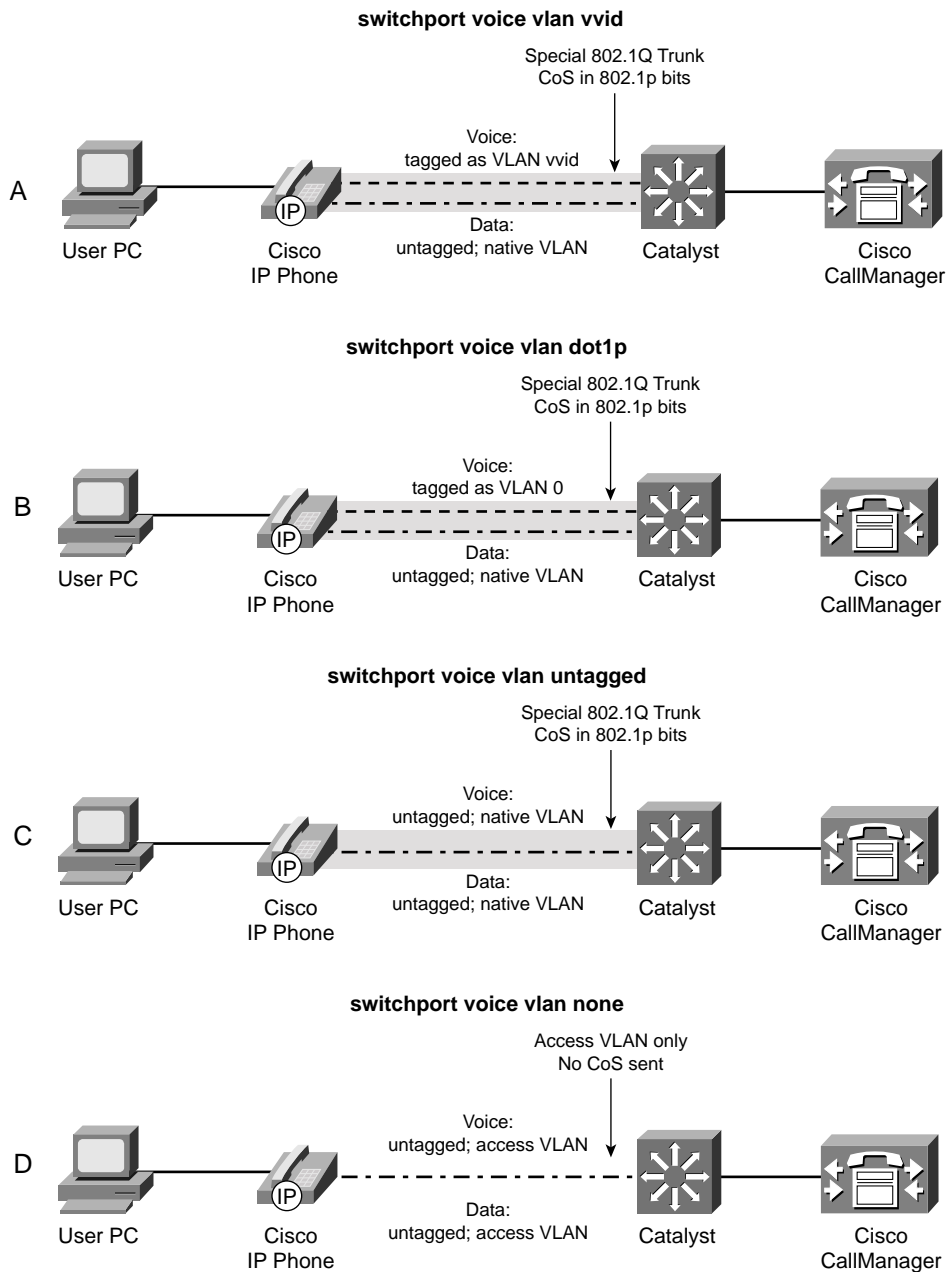 switchport voice vlan vvid
Special 802.1Q Trunk
CoS in 802.1p bits
Voice:
tagged as VLAN vvid
A
IP
Data:
untagged; native VLAN
User PC
Cisco
IP Phone
Catalyst
Cisco
CallManager
switchport voice vlan dot1p
Special 802.1Q Trunk
CoS in 802.1p bits
Voice:
tagged as VLAN 0
B
IP
Data:
untagged; native VLAN
User PC
Cisco
IP Phone
Catalyst
Cisco
CallManager
switchport voice vlan untagged
Special 802.1Q Trunk
CoS in 802.1p bits
Voice:
untagged; native VLAN
C
IP
Data:
untagged; native VLAN
User PC
Cisco
IP Phone
Catalyst
Cisco
CallManager
switchport voice vlan none
Access VLAN only
No CoS sent
Voice:
untagged; access VLAN
D
IP
Data:
untagged; access VLAN
User PC
Cisco
IP Phone
Catalyst
Cisco
CallManager